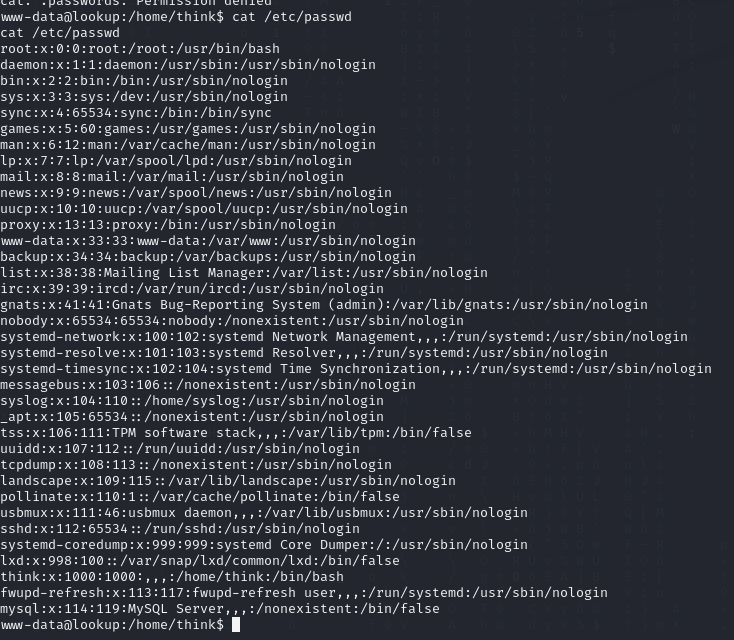 cat: .passwords: Permission denied
www-data@lookup:/home/think$ cat /etc/passwd
cat /etc/passwd
root:x:0:0:root:/root:/usr/bin/bash
daemon:x:1:1:daemon:/usr/sbin:/usr/sbin/nologin
bin:x:2:2:bin:/bin:/usr/sbin/nologin
sys:x:3:3:sys:/dev:/usr/sbin/nologin
sync:x:4:65534:sync:/bin:/bin/sync
games:x:5:60:games:/usr/games:/usr/sbin/nologin
man:x:6:12:man:/var/cache/man:/usr/sbin/nologin
lp:x:7:7:lp:/var/spool/lpd:/usr/sbin/nologin
mail:x:8:8:mail:/var/mail:/usr/sbin/nologin
news:x:9:9:news:/var/spool/news:/usr/sbin/nologin
uucp:x:10:10:uucp:/var/spool/uucp:/usr/sbin/nologin
proxy:x:13:13:proxy:/bin:/usr/sbin/nologin
www-data:x:33:33:www-data:/var/www:/usr/sbin/nologin
backup:x:34:34:backup:/var/backups:/usr/sbin/nologin
list:x:38:38:Mailing List Manager:/var/list:/usr/sbin/nologin
irc:x:39:39:ircd:/var/run/ircd:/usr/sbin/nologin
gnats:x:41:41:Gnats Bug-Reporting System (admin):/var/lib/gnats:/usr/sbin/nologin
nobody:x:65534:65534:nobody:/nonexistent:/usr/sbin/nologin
systemd-network:x:100:102:systemd Network Management,,,:/run/systemd:/usr/sbin/nologin
systemd-resolve:x:101:103:systemd Resolver,,,:/run/systemd:/usr/sbin/nologin
systemd-timesync:x:102:104:systemd Time Synchronization,,,:/run/systemd:/usr/sbin/nologin
messagebus:x:103:106::/nonexistent:/usr/sbin/nologin
syslog:x:104:110::/home/syslog:/usr/sbin/nologin
_apt:x:105:65534::/nonexistent:/usr/sbin/nologin
tss:x:106:111:TPM software stack,,,:/var/lib/tpm:/bin/false
uuidd:x:107:112::/run/uuidd:/usr/sbin/nologin
tcpdump:x:108:113::/nonexistent:/usr/sbin/nologin
landscape:x:109:115::/var/lib/landscape:/usr/sbin/nologin
pollinate:x:110:1::/var/cache/pollinate:/bin/false
usbmux:x:111:46:usbmux daemon,,,:/var/lib/usbmux:/usr/sbin/nologin
sshd:x:112:65534::/run/sshd:/usr/sbin/nologin
systemd-coredump:x:999:999:systemd Core Dumper:/:/usr/sbin/nologin
lxd:x:998:100::/var/snap/lxd/common/lxd:/bin/false
think:x:1000:1000:,,,:/home/think:/bin/bash
fwupd-refresh:x:113:117:fwupd-refresh user,,,:/run/systemd:/usr/sbin/nologin
mysql:x:114:119:MySQL Server,,,:/nonexistent:/bin/false
www-data@lookup:/home/think$